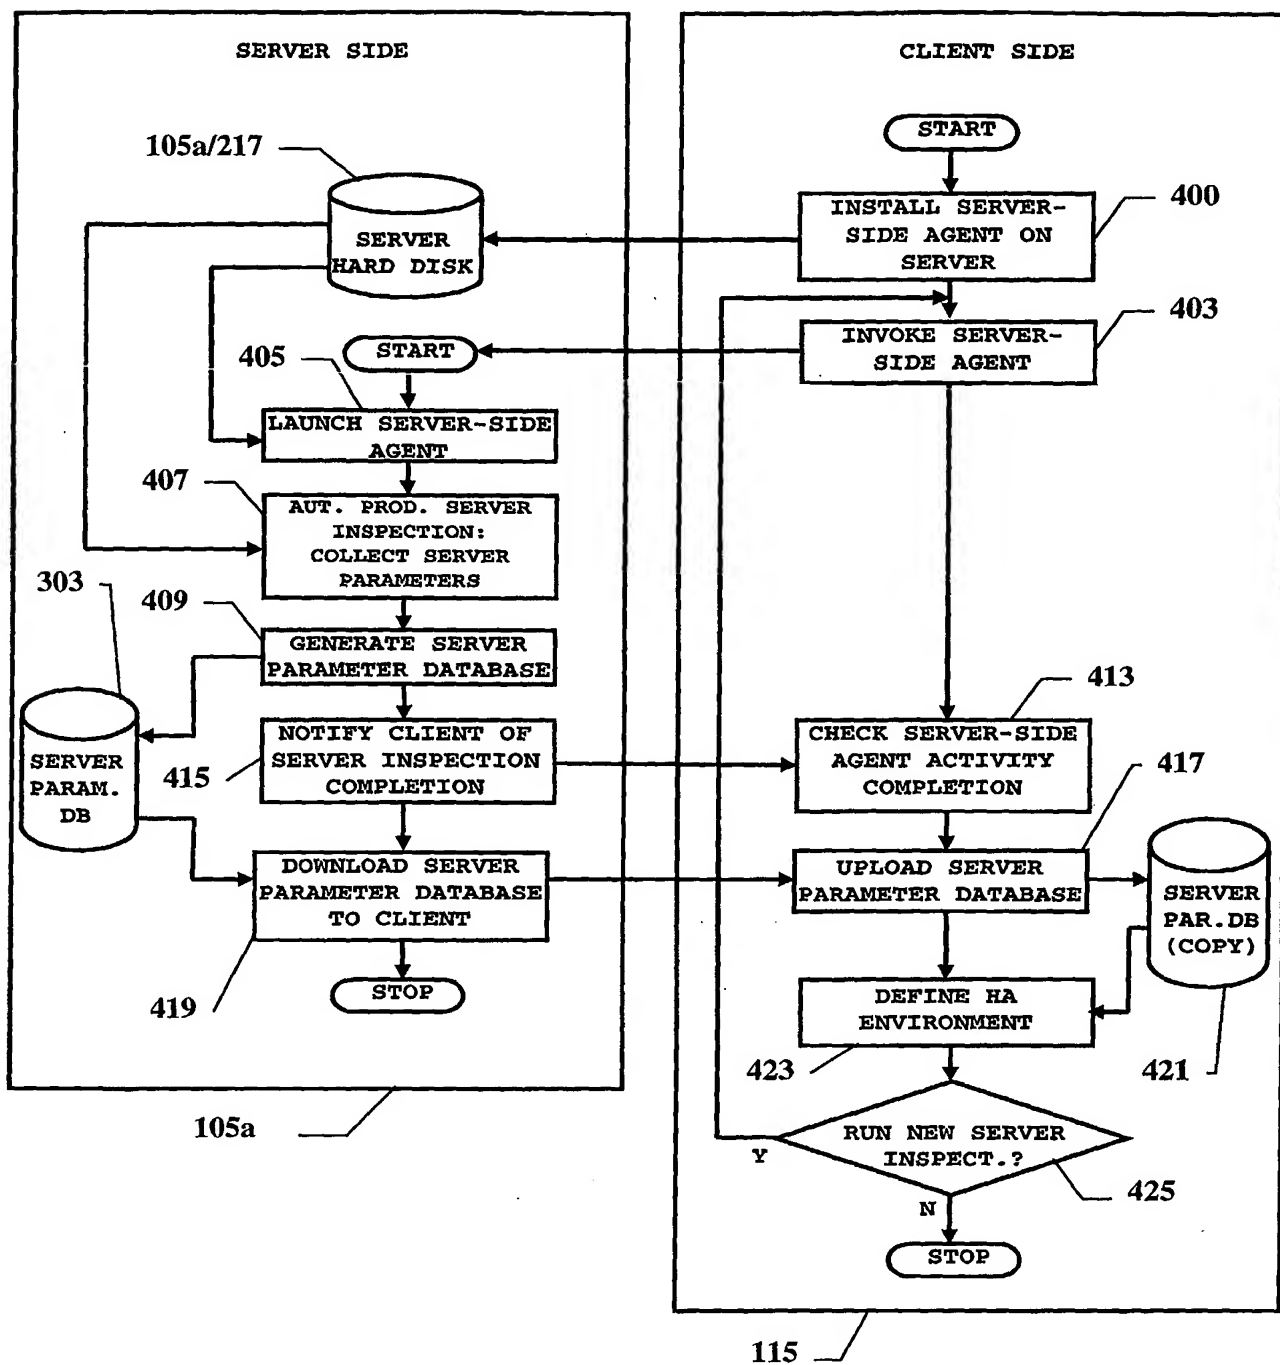 SERVER SIDE
105a/217
SERVER
HARD DISK
START
405
LAUNCH SERVER-SIDE
AGENT
407
AUT. PROD. SERVER
INSPECTION:
COLLECT SERVER
PARAMETERS
303
409
GENERATE SERVER
PARAMETER DATABASE
SERVER
PARAM.
DB
415
NOTIFY CLIENT OF
SERVER INSPECTION
COMPLETION
DOWNLOAD SERVER
PARAMETER DATABASE
TO CLIENT
419
STOP
105a
CLIENT SIDE
START
INSTALL SERVER-
SIDE AGENT ON
SERVER
400
INVOKE SERVER-
SIDE AGENT
403
413
CHECK SERVER-SIDE
AGENT ACTIVITY
COMPLETION
417
UPLOAD SERVER
PARAMETER DATABASE
SERVER
PAR.DB
(COPY)
DEFINE HA
ENVIRONMENT
423
421
RUN NEW SERVER
INSPECT.?
Y
425
N
STOP
115